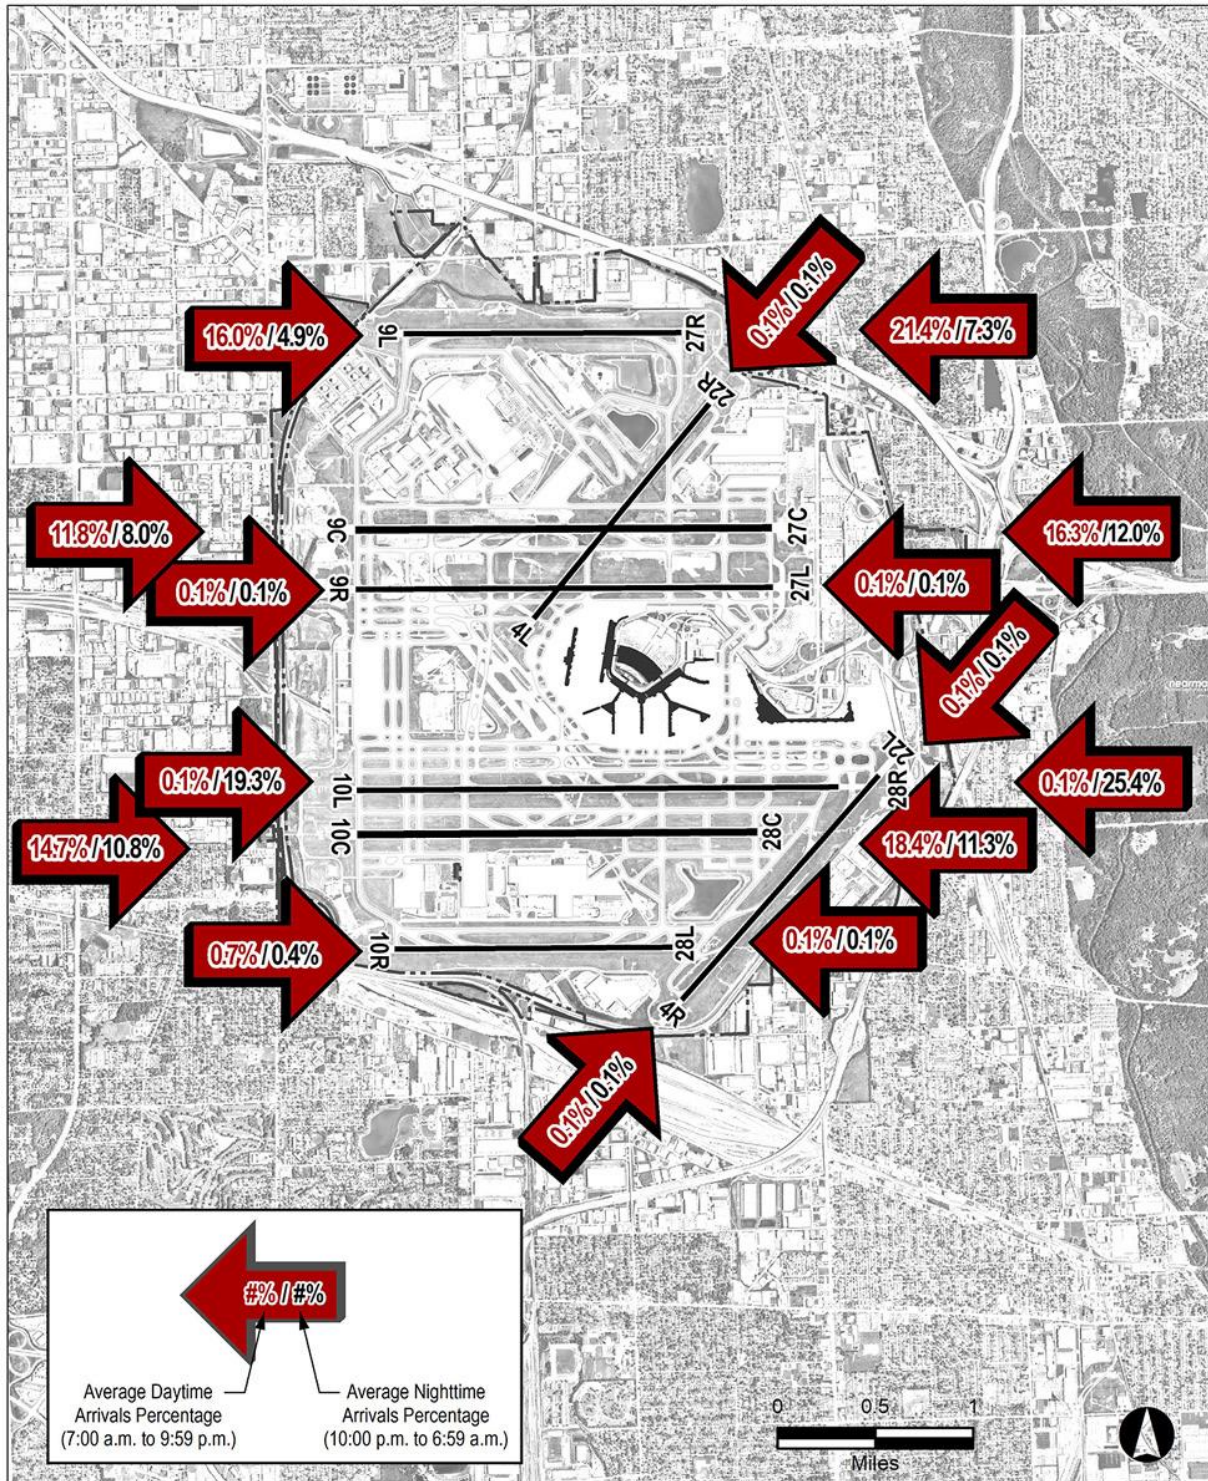 0.1% / 0.1%
16.0% / 4.9%
9L
27R
21.4% / 7.3%
22R
11.8% / 8.0%
9C
27C
16.3% / 12.0%
0.1% / 0.1%
9R
27L
0.1% / 0.1%
4L
0.1% / 0.1%
nearma
22L
0.1% / 19.3%
10L
28R
0.1% / 25.4%
14.7% / 10.8%
10C
28C
18.4% / 11.3%
0.7% / 0.4%
10R
28L
0.1% / 0.1%
4R
0.1% / 0.1%
#% / #%
Average Daytime
Arrivals Percentage
(7:00 a.m. to 9:59 p.m.)
Average Nighttime
Arrivals Percentage
(10:00 p.m. to 6:59 a.m.)
0 0.5 1
Miles